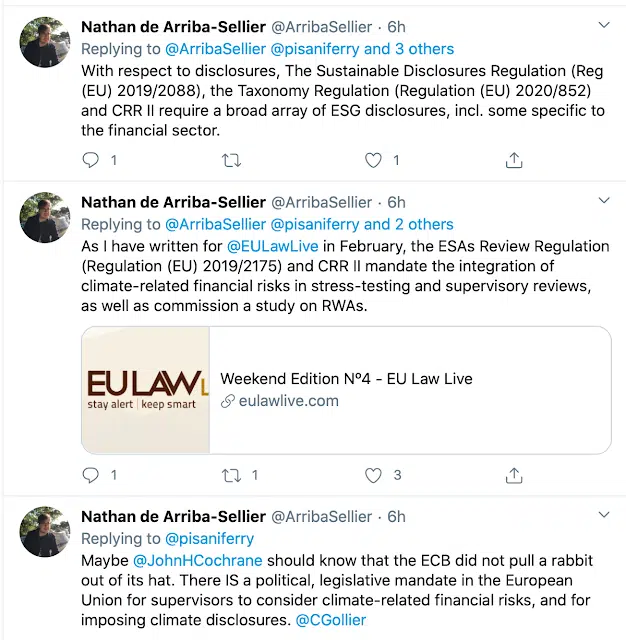 Nathan de Arriba-Sellier @ArribaSellier · 6h
Replying to @ArribaSellier @pisaniferry and 3 others
With respect to disclosures, The Sustainable Disclosures Regulation (Reg
(EU) 2019/2088), the Taxonomy Regulation (Regulation (EU) 2020/852)
and CRR II require a broad array of ESG disclosures, incl. some specific to
the financial sector.
1 1
Nathan de Arriba-Sellier @ArribaSellier · 6h
Replying to @ArribaSellier @pisaniferry and 2 others
As I have written for @EULawLive in February, the ESAs Review Regulation
(Regulation (EU) 2019/2175) and CRR II mandate the integration of
climate-related financial risks in stress-testing and supervisory reviews,
as well as commission a study on RWAs.
EU LAW L
stay alert | keep smart
Weekend Edition Nº4 - EU Law Live
eulawlive.com
1 1 3
Nathan de Arriba-Sellier @ArribaSellier · 6h
Replying to @pisaniferry
Maybe @JohnHCochrane should know that the ECB did not pull a rabbit
out of its hat. There IS a political, legislative mandate in the European
Union for supervisors to consider climate-related financial risks, and for
imposing climate disclosures. @CGollier